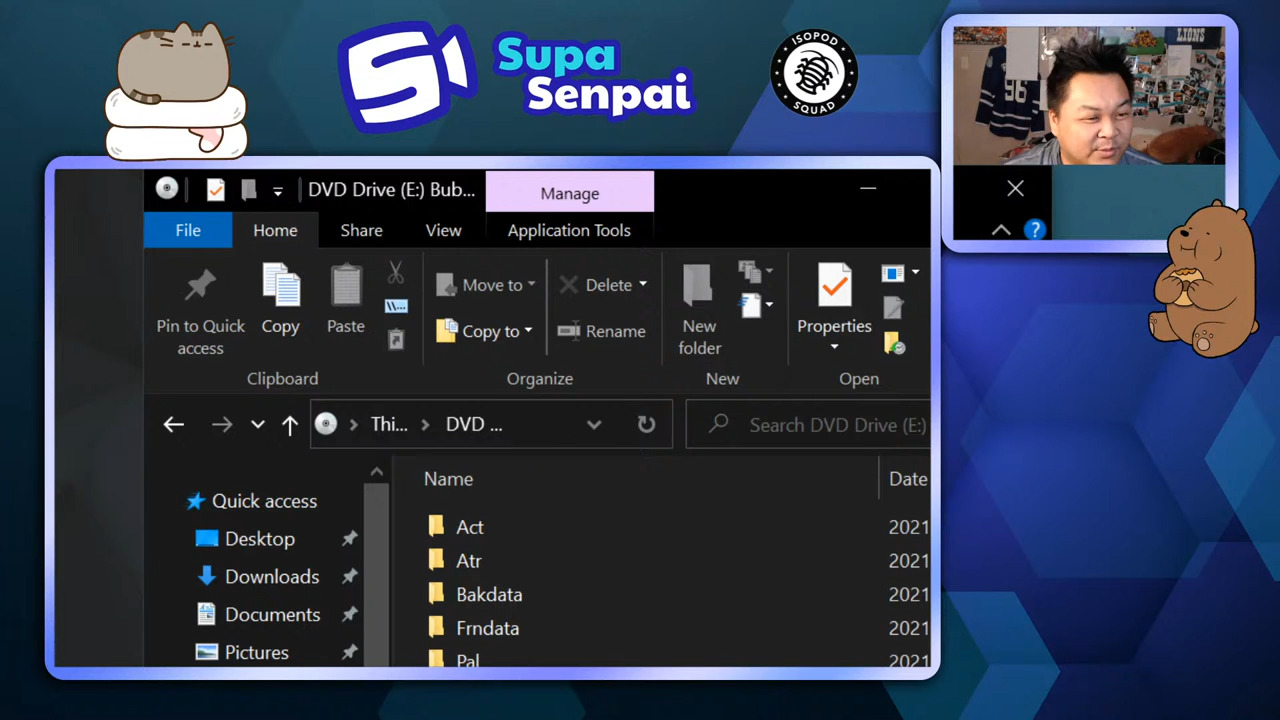 Supa
Senpai
ISOPOD
SQUAD
LIONS
96
DVD Drive (E:) Bub...
Manage
File
Home
Share
View
Application Tools
?
Pin to Quick
access
Copy
Paste
Move to
Copy to
Delete
Rename
New
folder
Properties
Clipboard
Organize
New
Open
Thi...
DVD ...
Search DVD Drive (E:)
Quick access
Desktop
Downloads
Documents
Pictures
Name
Date
Act
2021
Atr
2021
Bakdata
2021
Frndata
2021
Pal
2021